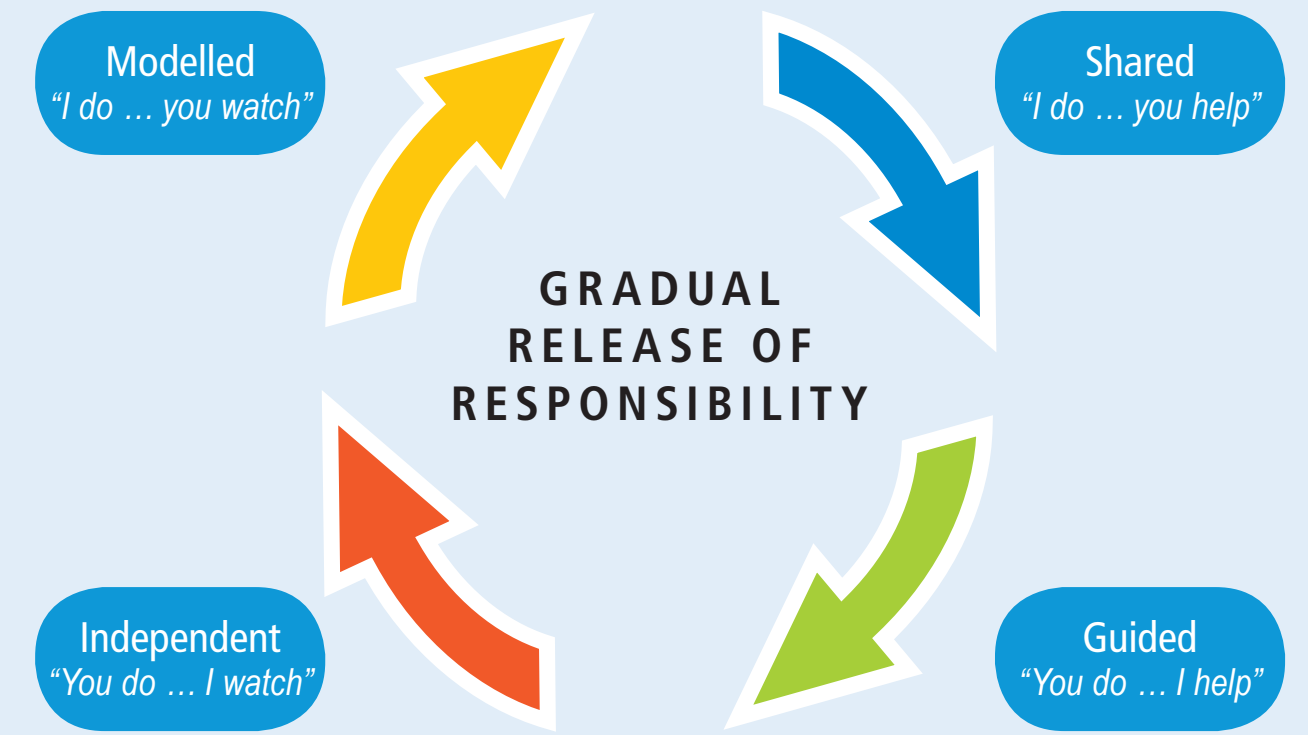 Modelled
“I do … you watch”
Shared
“I do … you help”
GRADUAL
RELEASE OF
RESPONSIBILITY
Independent
“You do … I watch”
Guided
“You do … I help”